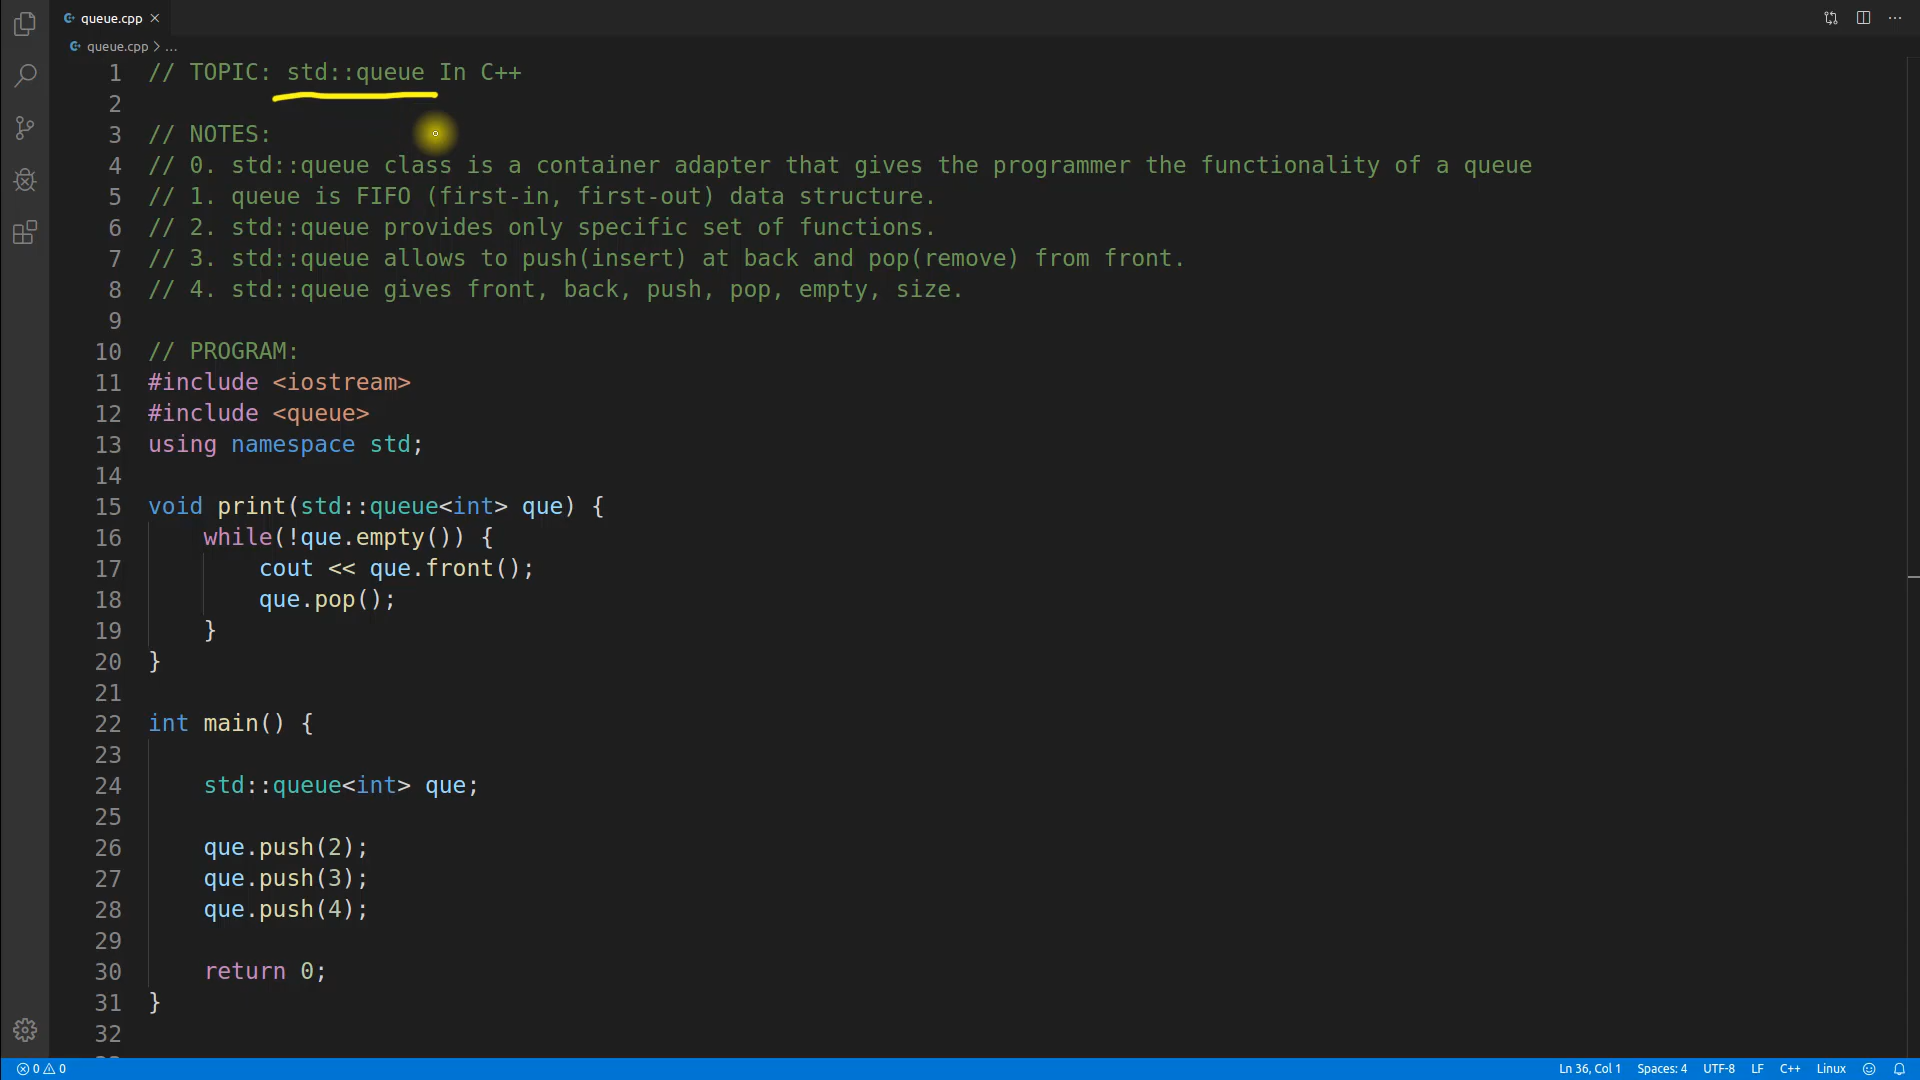 queue.cpp
queue.cpp > ...
1 // TOPIC: std::queue In C++
2
3 // NOTES:
4 // 0. std::queue class is a container adapter that gives the programmer the functionality of a queue
5 // 1. queue is FIFO (first-in, first-out) data structure.
6 // 2. std::queue provides only specific set of functions.
7 // 3. std::queue allows to push(insert) at back and pop(remove) from front.
8 // 4. std::queue gives front, back, push, pop, empty, size.
9
10 // PROGRAM:
11 #include <iostream>
12 #include <queue>
13 using namespace std;
14
15 void print(std::queue<int> que) {
16     while(!que.empty()) {
17         cout << que.front();
18         que.pop();
19     }
20 }
21
22 int main() {
23
24     std::queue<int> que;
25
26     que.push(2);
27     que.push(3);
28     que.push(4);
29
30     return 0;
31 }
32
0 0 Ln 36, Col 1 Spaces: 4 UTF-8 LF C++ Linux